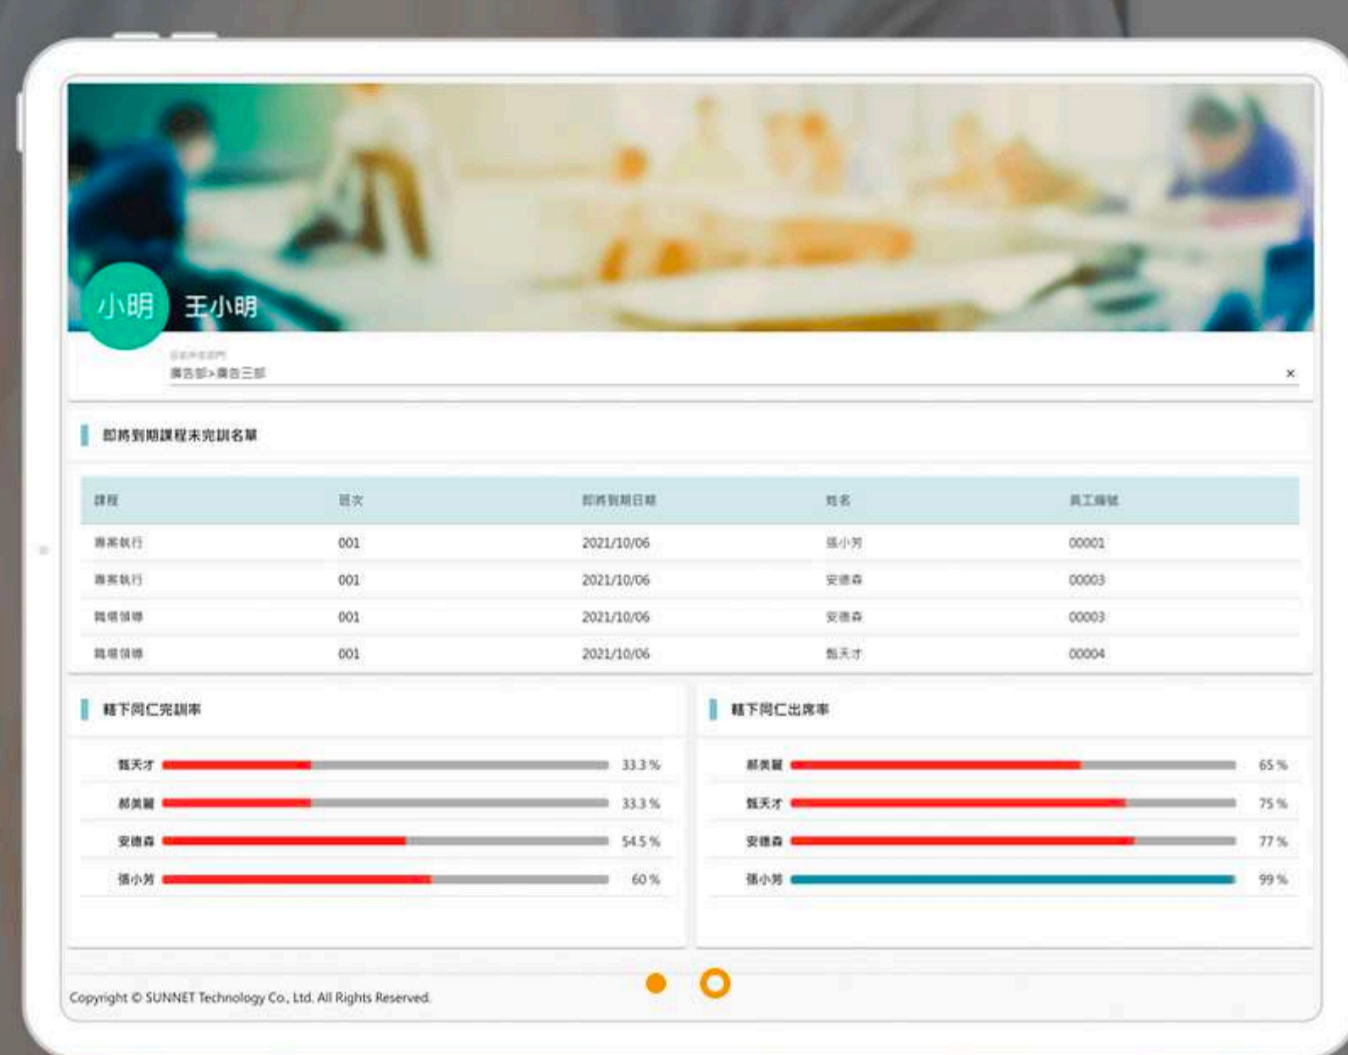 小明 王小明
目前所在部門
廣告部>廣告三部 ×
即將到期課程未完訓名單
課程 班次 即將到期日期 姓名 員工編號
專案執行 001 2021/10/06 張小芳 00001
專案執行 001 2021/10/06 安德森 00003
職場領導 001 2021/10/06 安德森 00003
職場領導 001 2021/10/06 甄天才 00004
轄下同仁完訓率 轄下同仁出席率
甄天才 33.3 % 郝美麗 65 %
郝美麗 33.3 % 甄天才 75 %
安德森 54.5 % 安德森 77 %
張小芳 60 % 張小芳 99 %
Copyright © SUNNET Technology Co., Ltd. All Rights Reserved.